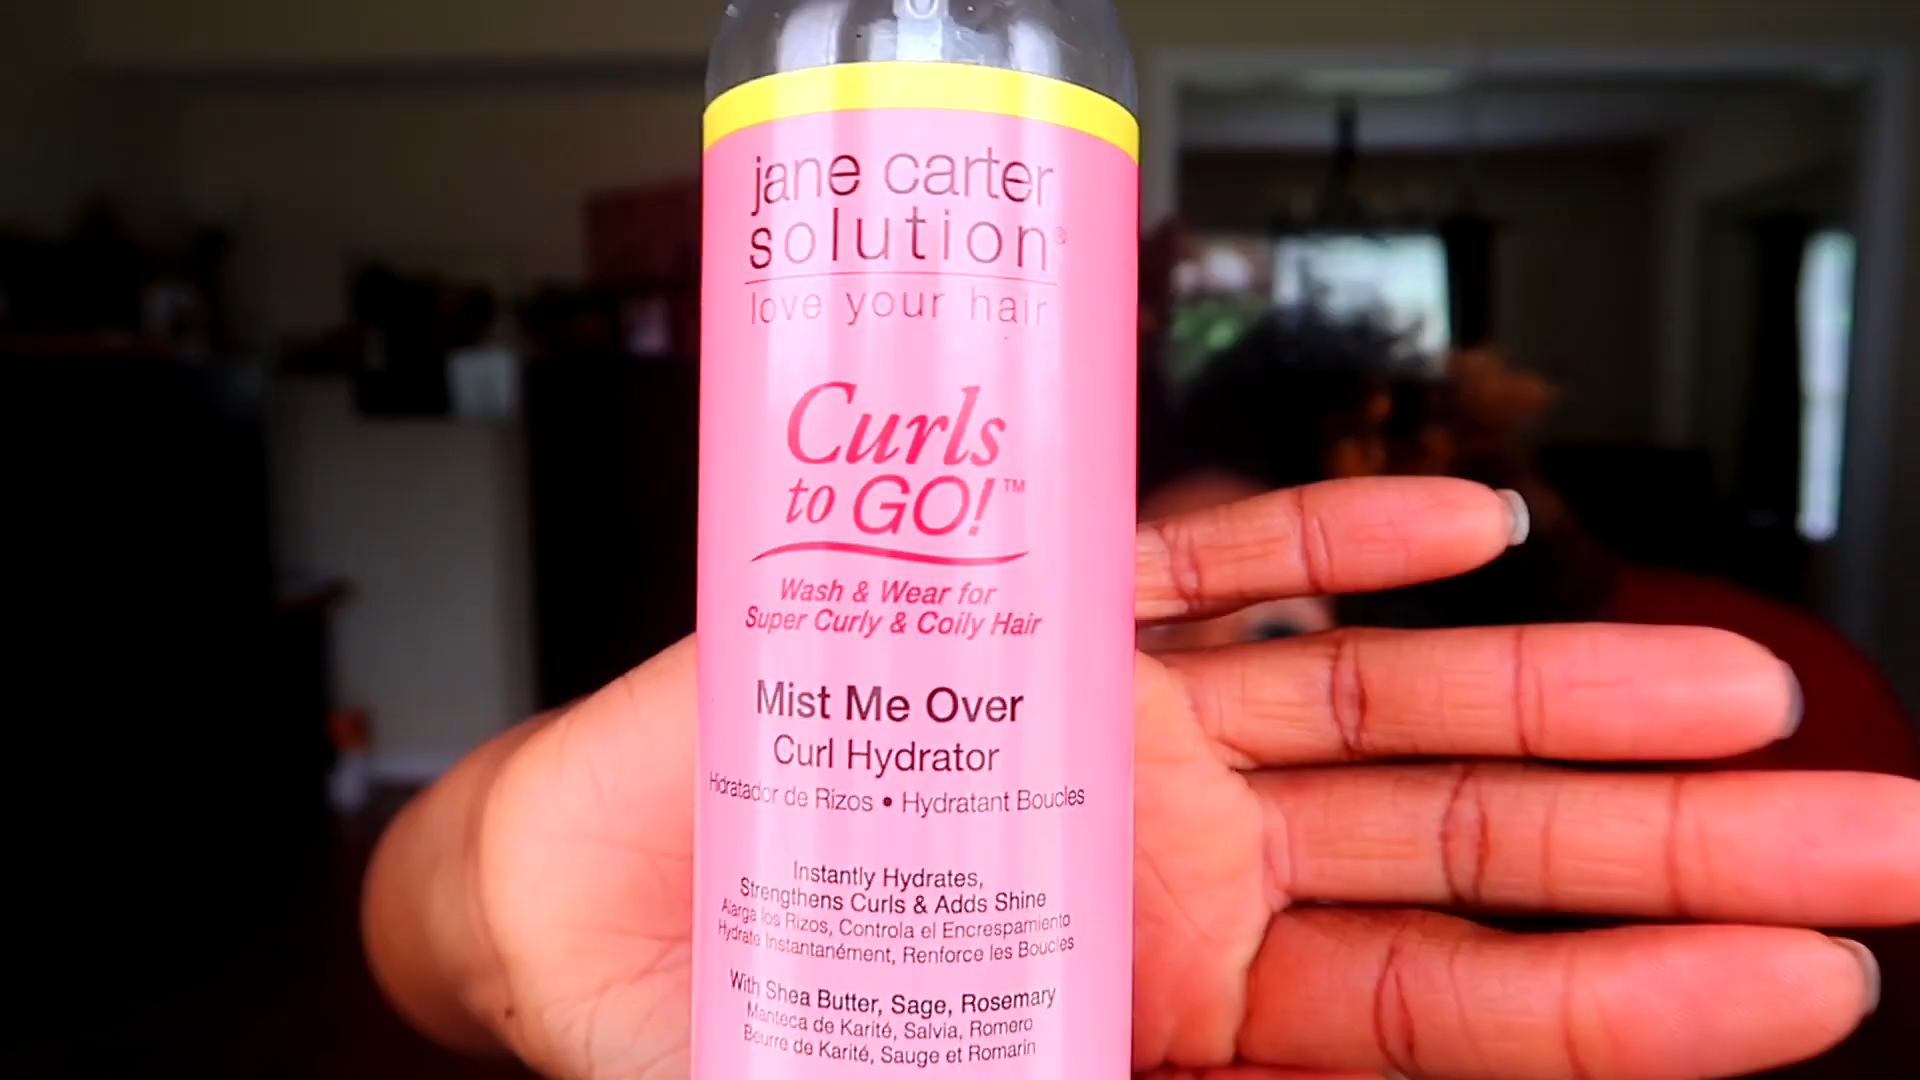 jane carter
solution®
love your hair
Curls
to GO!™
Wash & Wear for
Super Curly & Coily Hair
Mist Me Over
Curl Hydrator
Hidratador de Rizos • Hydratant Boucles
Instantly Hydrates,
Strengthens Curls & Adds Shine
Alarga los Rizos, Controla el Encrespamiento
Hydrate Instantanément, Renforce les Boucles
With Shea Butter, Sage, Rosemary
Manteca de Karité, Salvia, Romero
Beurre de Karité, Sauge et Romarin